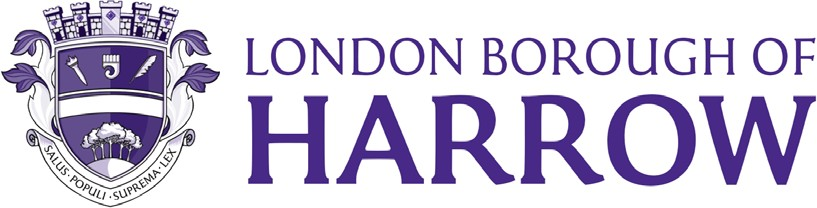 SALUS · POPULI · SUPREMA · LEX
LONDON BOROUGH OF
HARROW